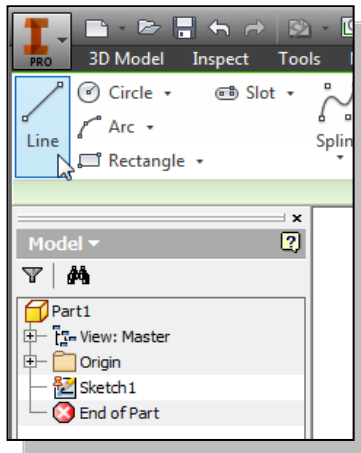 PRO 3D Model Inspect Tools
Circle Slot
Arc
Line Splin
Rectangle
Model
Part1
View: Master
Origin
Sketch1
End of Part